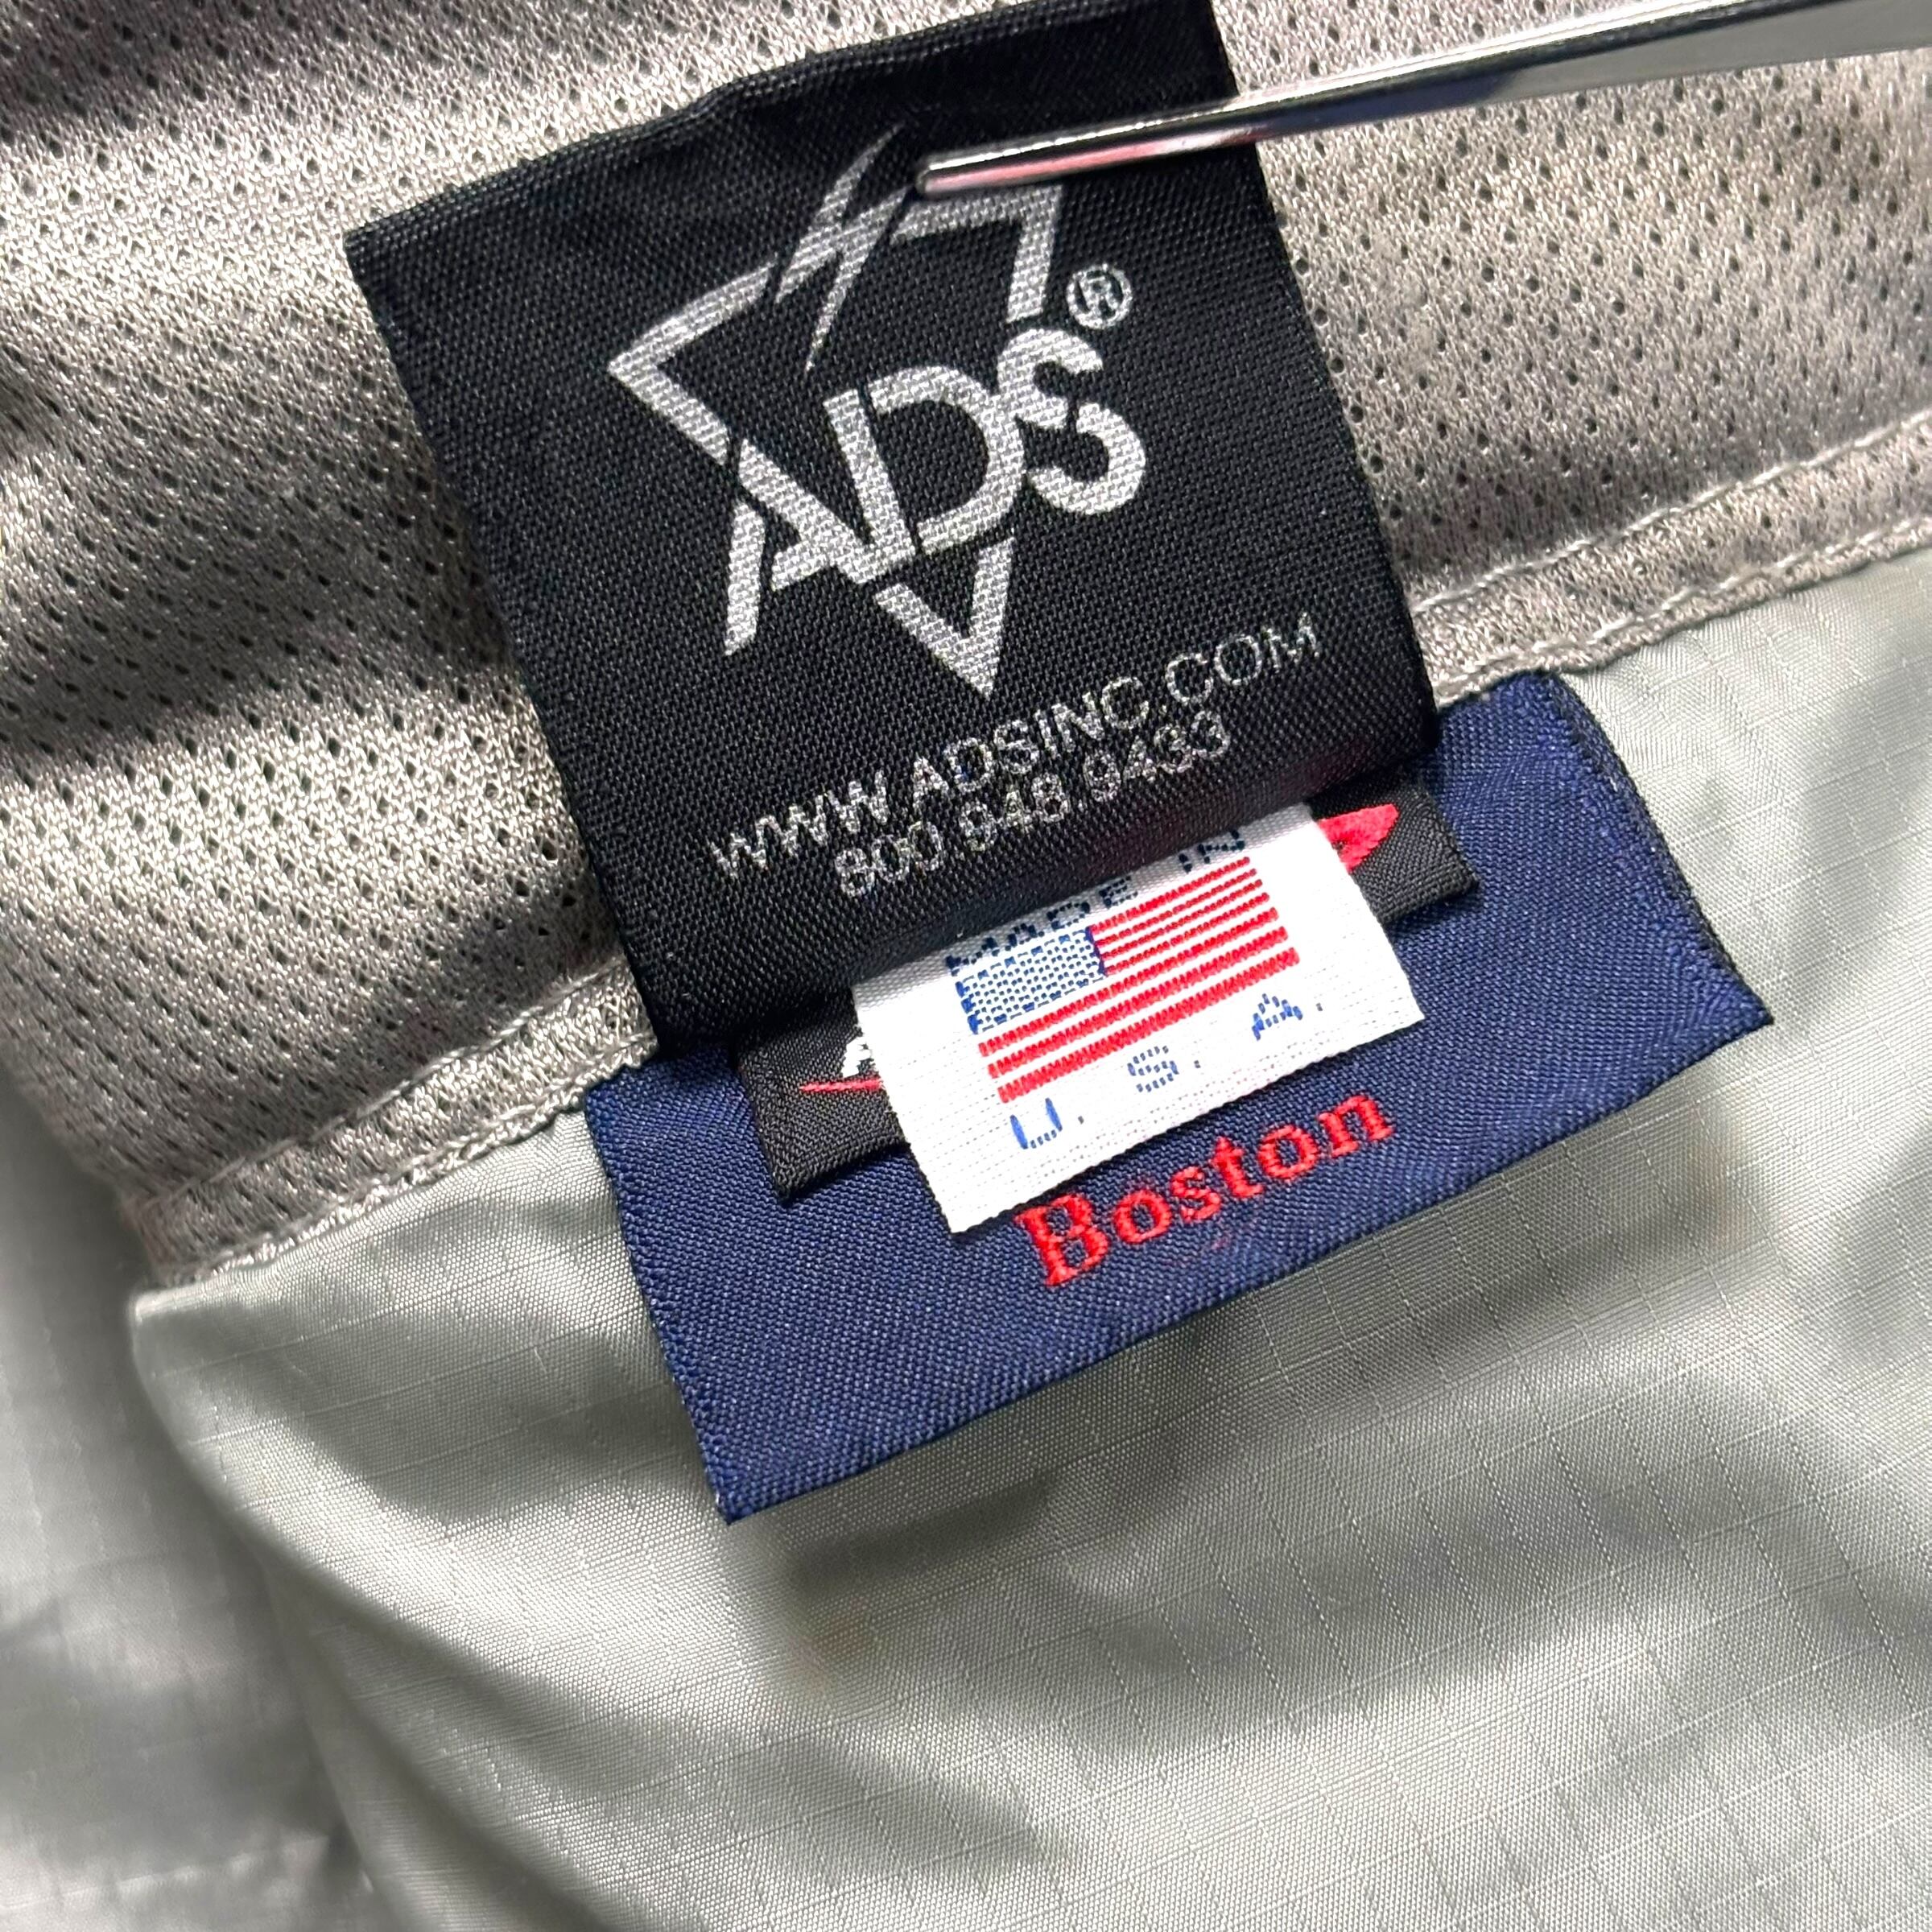 ADS®
WWW.ADSINC.COM
800.948.9433
MADE IN
U. S. A.
Boston